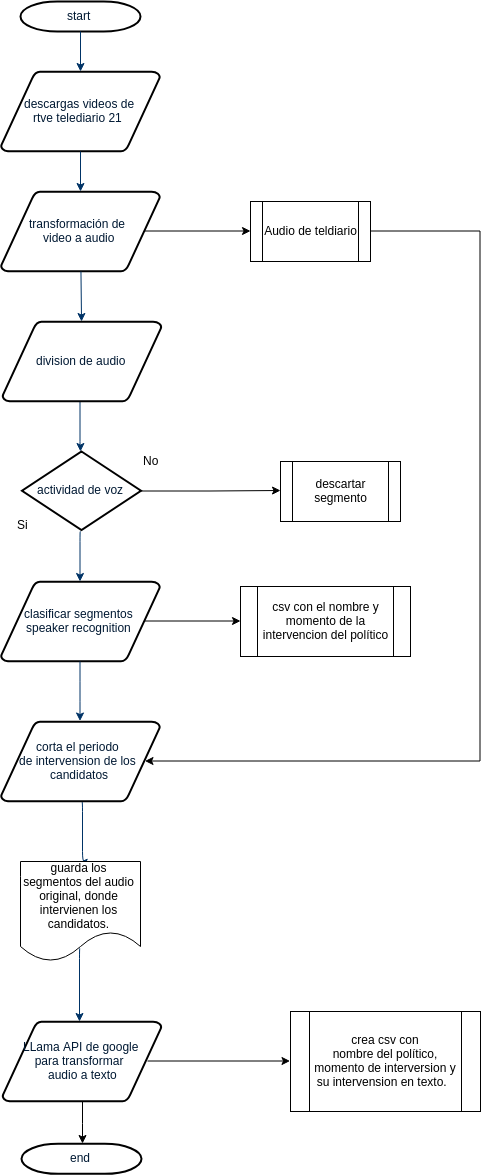 start
descargas videos de
rtve telediario 21
transformación de
video a audio
Audio de teldiario
division de audio
No
actividad de voz
descartar
segmento
Si
clasificar segmentos
speaker recognition
csv con el nombre y
momento de la
intervencion del político
corta el periodo
de intervension de los
candidatos
guarda los
segmentos del audio
original, donde
intervienen los
candidatos.
LLama API de google
para transformar
audio a texto
crea csv con
nombre del político,
momento de interversion y
su intervension en texto.
end